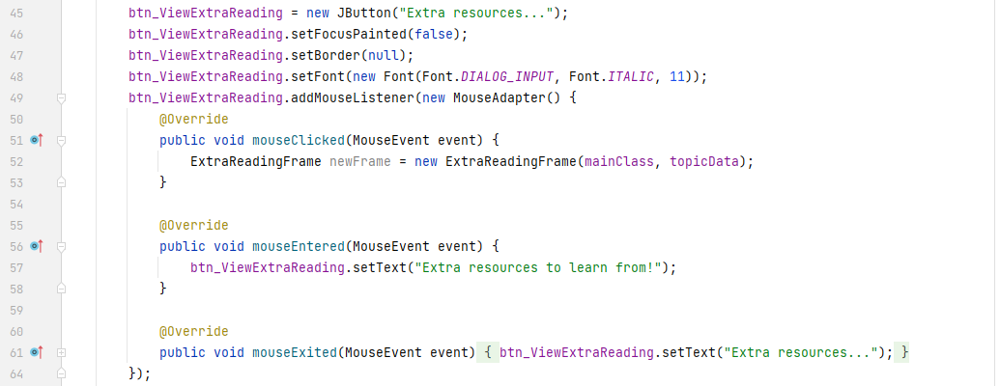 45 btn_ViewExtraReading = new JButton("Extra resources...");
46 btn_ViewExtraReading.setFocusPainted(false);
47 btn_ViewExtraReading.setBorder(null);
48 btn_ViewExtraReading.setFont(new Font(Font.DIALOG_INPUT, Font.ITALIC, 11));
49 btn_ViewExtraReading.addMouseListener(new MouseAdapter() {
50 @Override
51 public void mouseClicked(MouseEvent event) {
52 ExtraReadingFrame newFrame = new ExtraReadingFrame(mainClass, topicData);
53 }
54
55 @Override
56 public void mouseEntered(MouseEvent event) {
57 btn_ViewExtraReading.setText("Extra resources to learn from!");
58 }
59
60 @Override
61 public void mouseExited(MouseEvent event) { btn_ViewExtraReading.setText("Extra resources..."); }
64 });